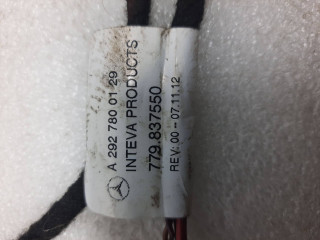 A 292 780 01 29
INTEVA PRODUCTS
779.837550
REV: 00 - 07.11.12